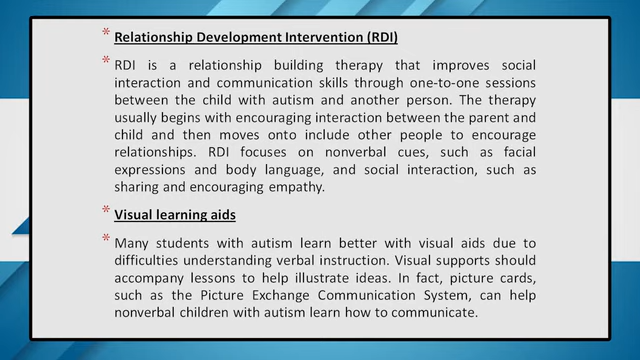 * Relationship Development Intervention (RDI)
* RDI is a relationship building therapy that improves social
interaction and communication skills through one-to-one sessions
between the child with autism and another person. The therapy
usually begins with encouraging interaction between the parent and
child and then moves onto include other people to encourage
relationships. RDI focuses on nonverbal cues, such as facial
expressions and body language, and social interaction, such as
sharing and encouraging empathy.
* Visual learning aids
* Many students with autism learn better with visual aids due to
difficulties understanding verbal instruction. Visual supports should
accompany lessons to help illustrate ideas. In fact, picture cards,
such as the Picture Exchange Communication System, can help
nonverbal children with autism learn how to communicate.